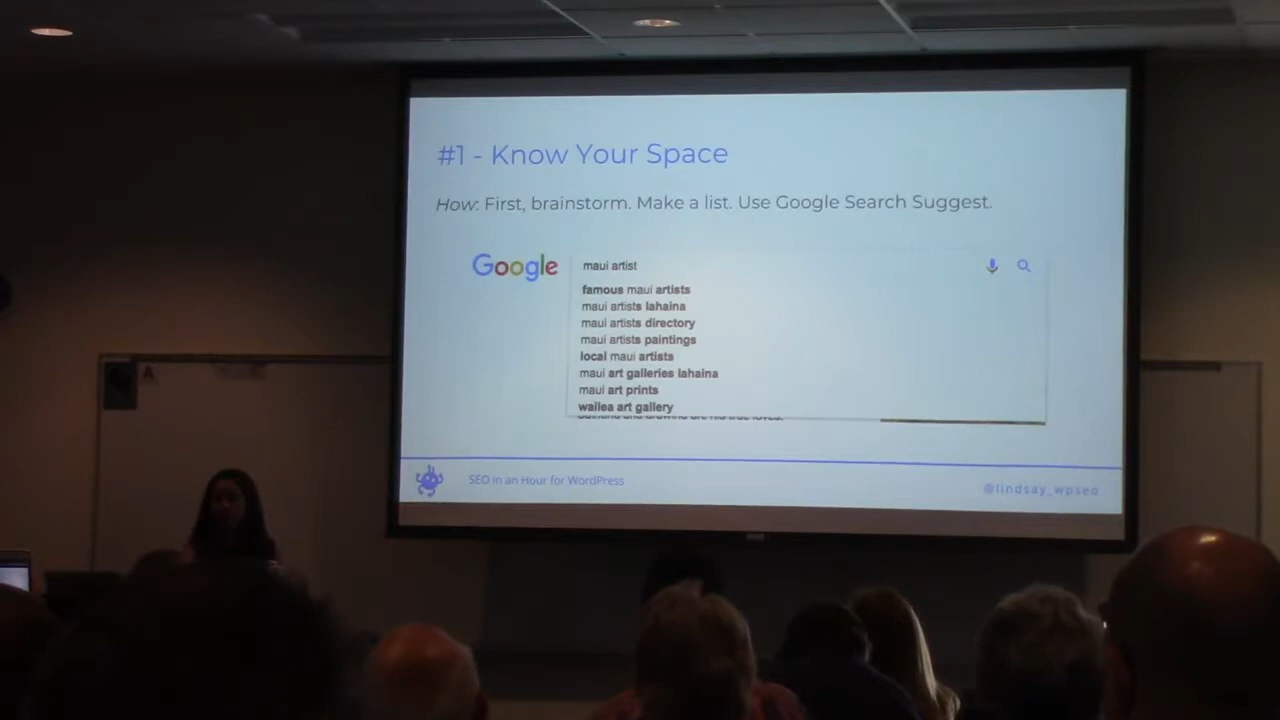 #1 - Know Your Space
How: First, brainstorm. Make a list. Use Google Search Suggest.
Google maui artist
famous maui artists
maui artists lahaina
maui artists directory
maui artists paintings
local maui artists
maui art galleries lahaina
maui art prints
wailea art gallery
SEO in an Hour for WordPress
@lindsay_wpseo
A